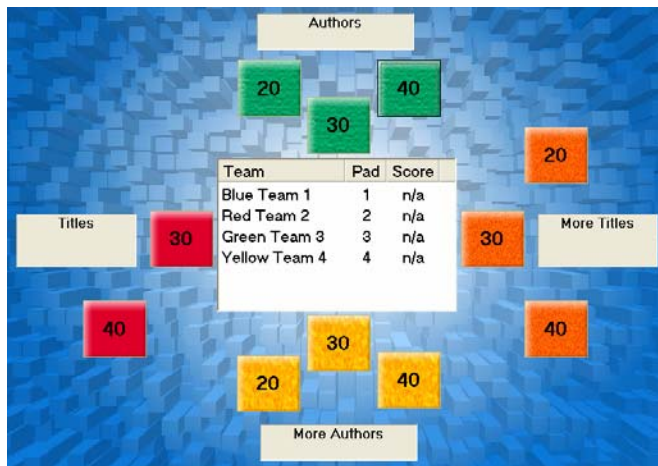 Authors
20
40
30
20
Team Pad Score
Blue Team 1 1 n/a
Red Team 2 2 n/a
Green Team 3 3 n/a
Yellow Team 4 4 n/a
Titles
30
30
More Titles
40
40
30
20
40
More Authors